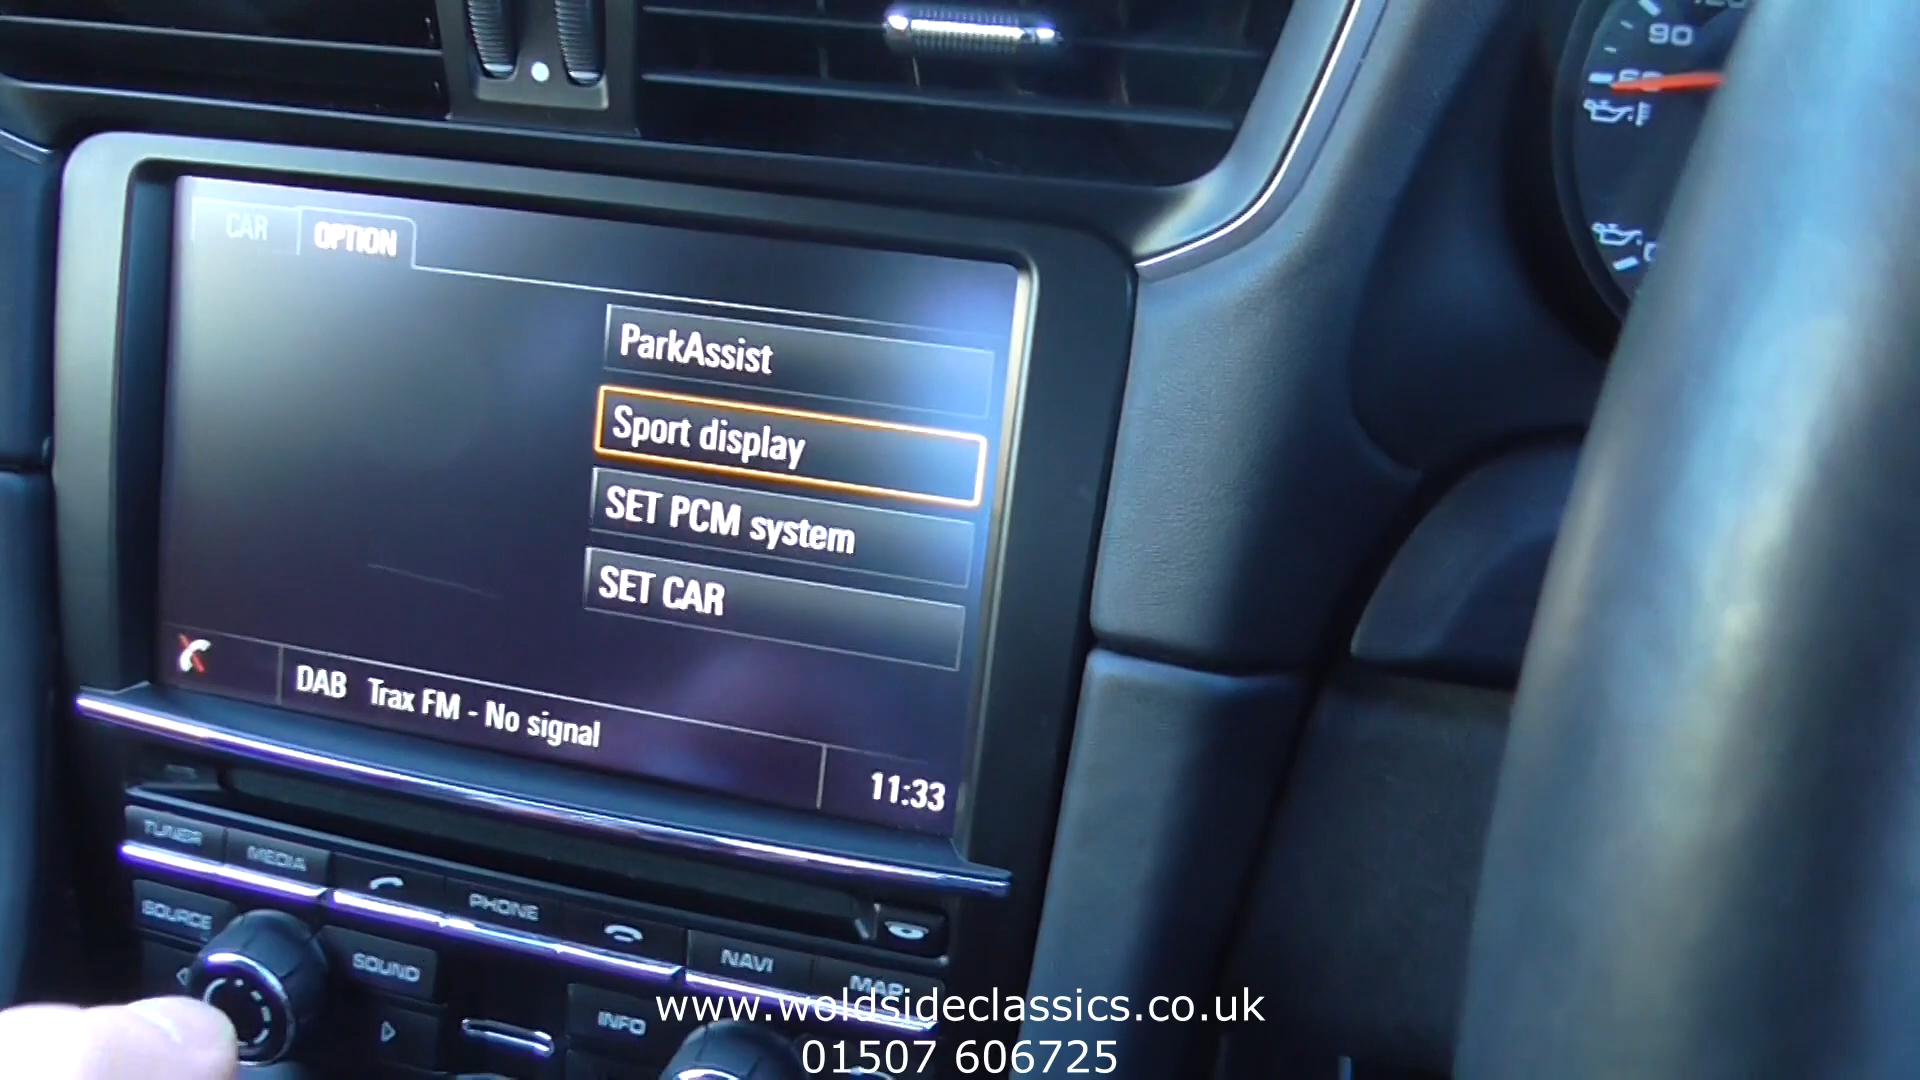 90
CAR OPTION
ParkAssist
Sport display
SET PCM system
SET CAR
DAB Trax FM - No signal
11:33
TUNER MEDIA PHONE NAVI MAP
SOURCE SOUND INFO
www.woldsideclassics.co.uk
01507 606725